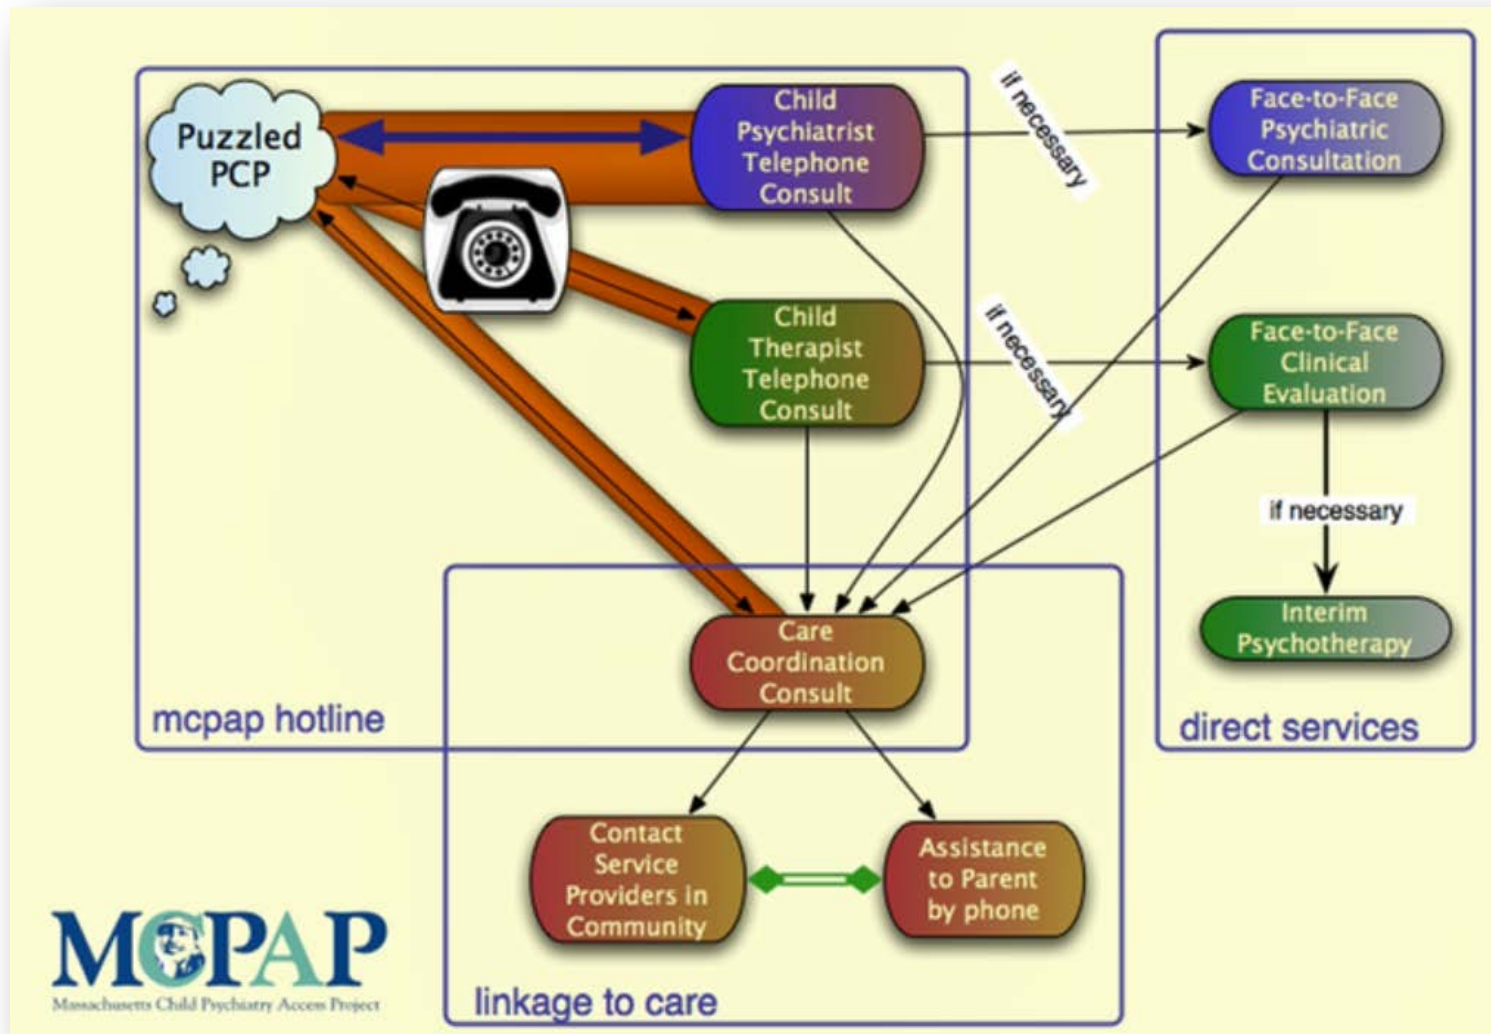 Puzzled
PCP
Child
Psychiatrist
Telephone
Consult
if necessary
Face-to-Face
Psychiatric
Consultation
Child
Therapist
Telephone
Consult
if necessary
Face-to-Face
Clinical
Evaluation
if necessary
Interim
Psychotherapy
Care
Coordination
Consult
mcpap hotline
direct services
Contact
Service
Providers in
Community
Assistance
to Parent
by phone
linkage to care
MCPAP
Massachusetts Child Psychiatry Access Project